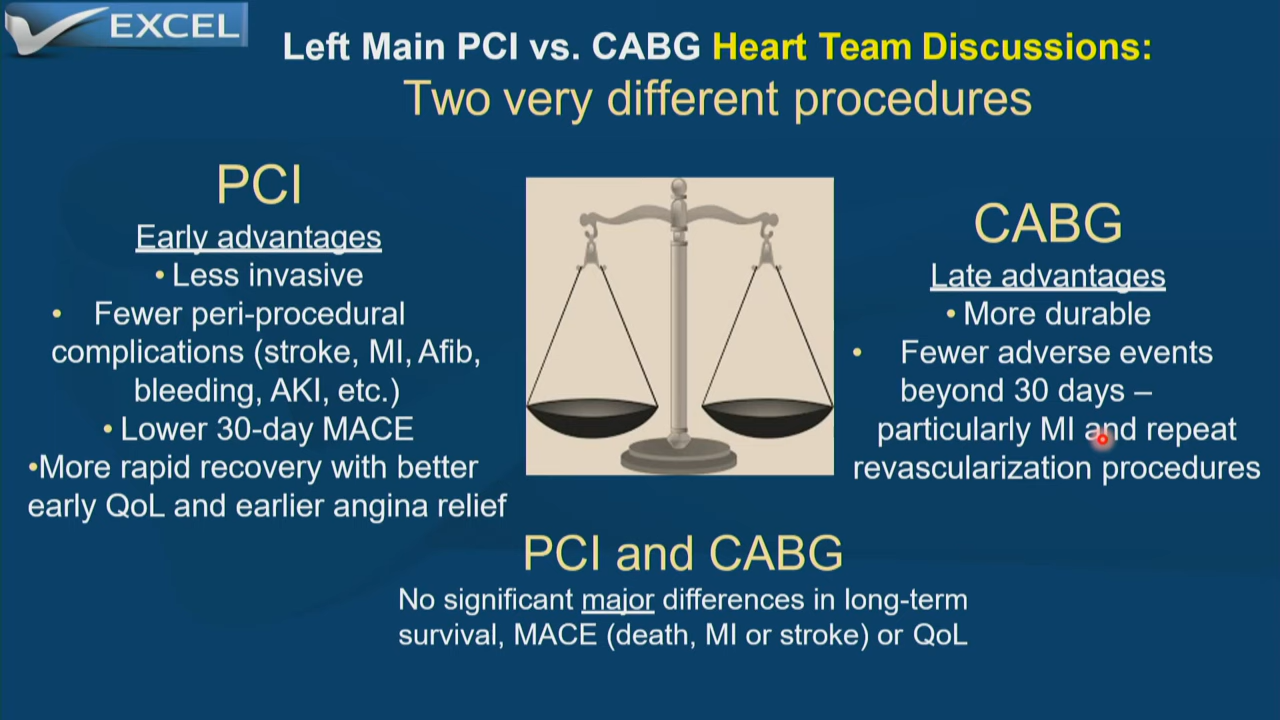 EXCEL
Left Main PCI vs. CABG Heart Team Discussions:
Two very different procedures
PCI
Early advantages
• Less invasive
• Fewer peri-procedural
complications (stroke, MI, Afib,
bleeding, AKI, etc.)
• Lower 30-day MACE
•More rapid recovery with better
early QoL and earlier angina relief
CABG
Late advantages
• More durable
• Fewer adverse events
beyond 30 days –
particularly MI and repeat
revascularization procedures
PCI and CABG
No significant major differences in long-term
survival, MACE (death, MI or stroke) or QoL